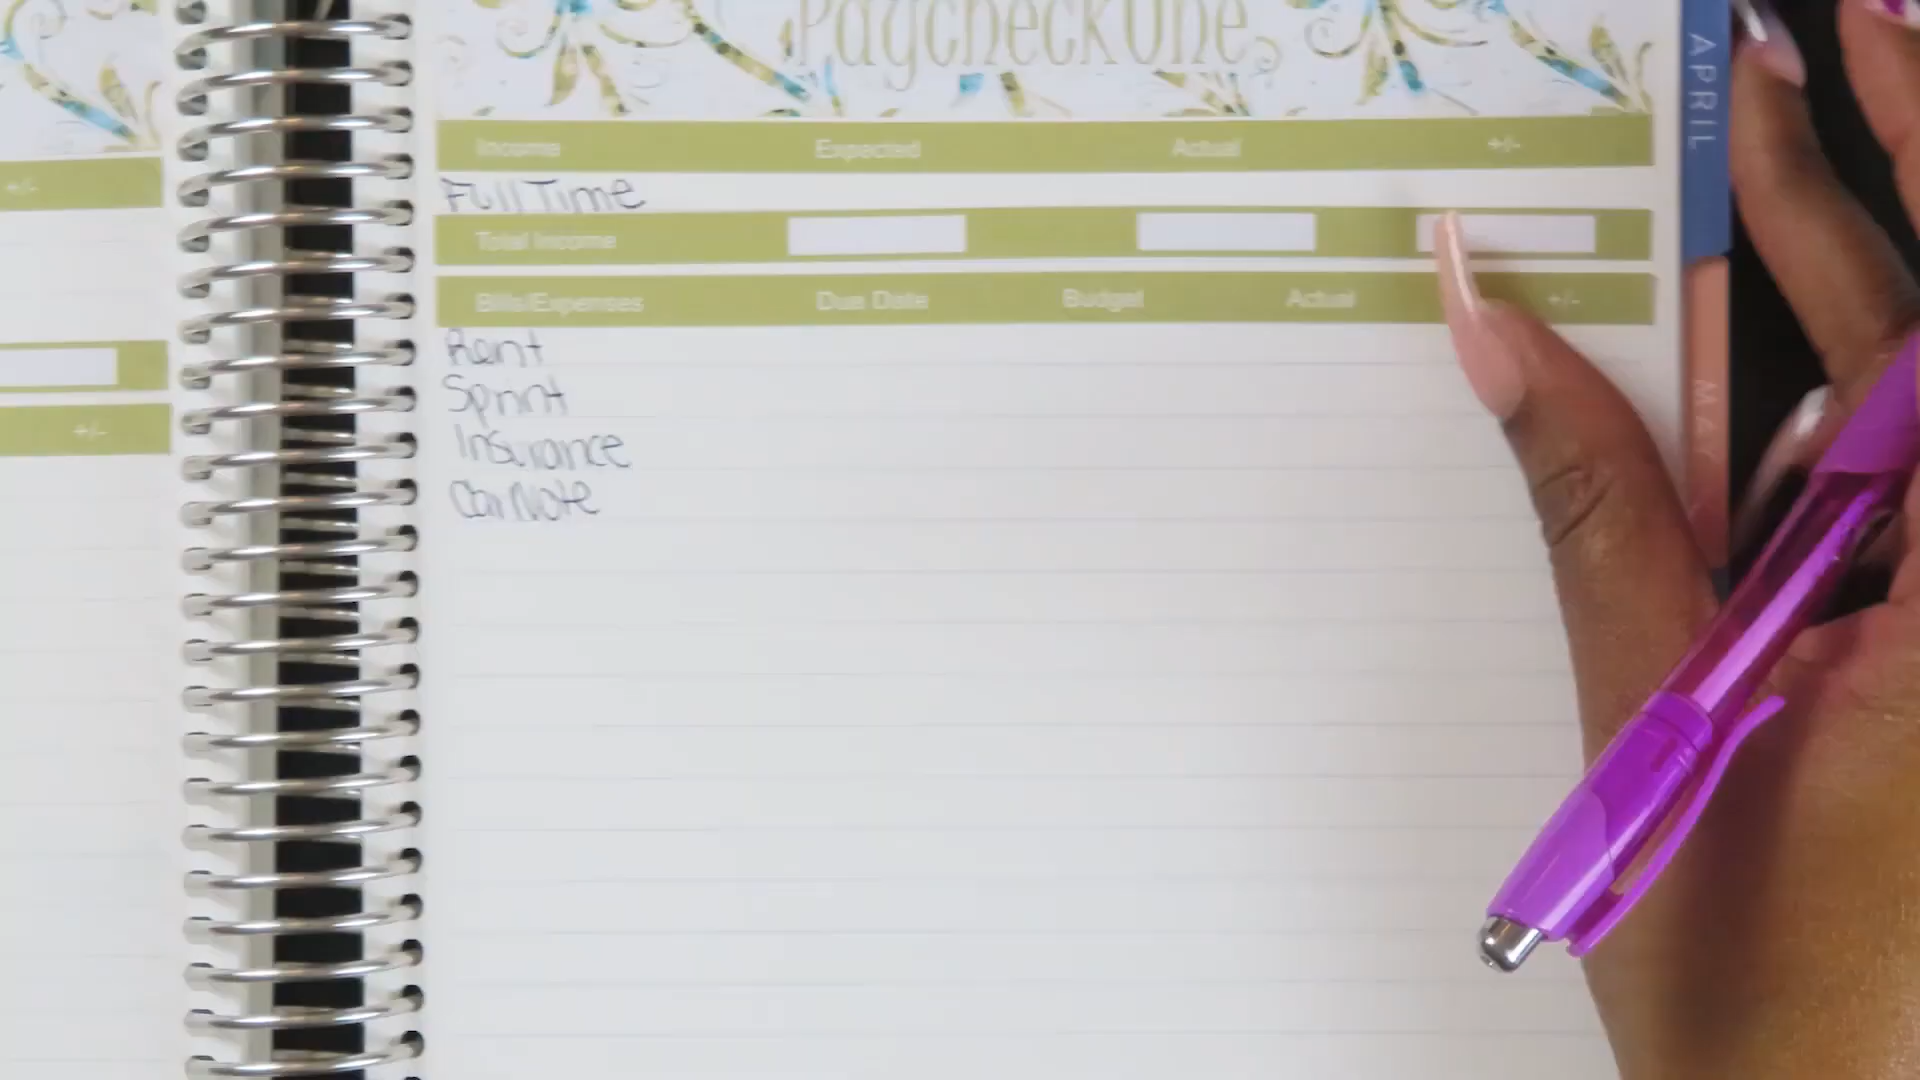 PaycheckOne
Income Expected Actual +/-
Full Time
Total Income
Bills/Expenses Due Date Budget Actual +/-
Rent
Sprint
Insurance
Car Note
+/-
+/-
APRIL
MAY